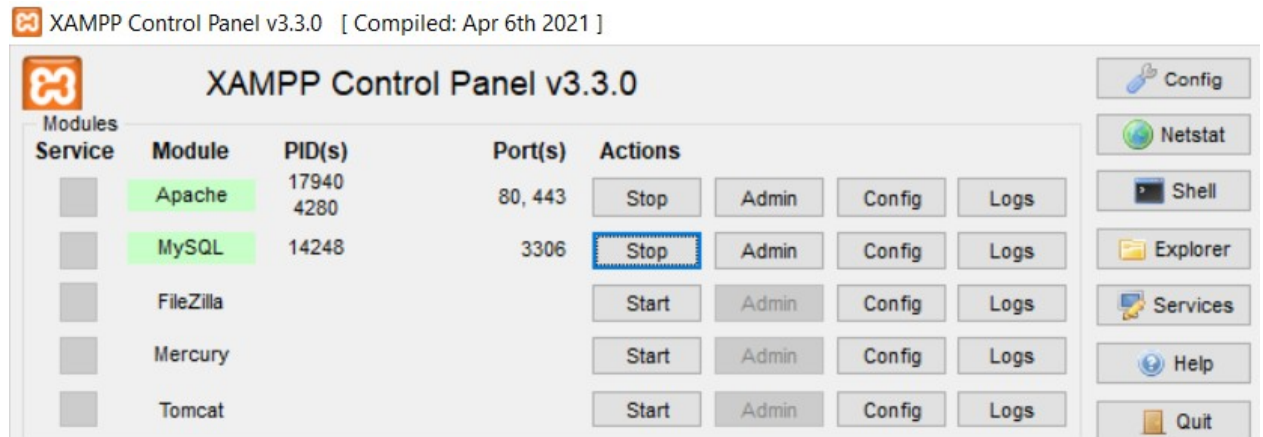 XAMPP Control Panel v3.3.0 [ Compiled: Apr 6th 2021 ]
XAMPP Control Panel v3.3.0
Config
Modules
Service Module PID(s) Port(s) Actions
Netstat
Apache 17940 4280 80, 443 Stop Admin Config Logs
Shell
MySQL 14248 3306 Stop Admin Config Logs
Explorer
FileZilla Start Admin Config Logs
Services
Mercury Start Admin Config Logs
Help
Tomcat Start Admin Config Logs
Quit